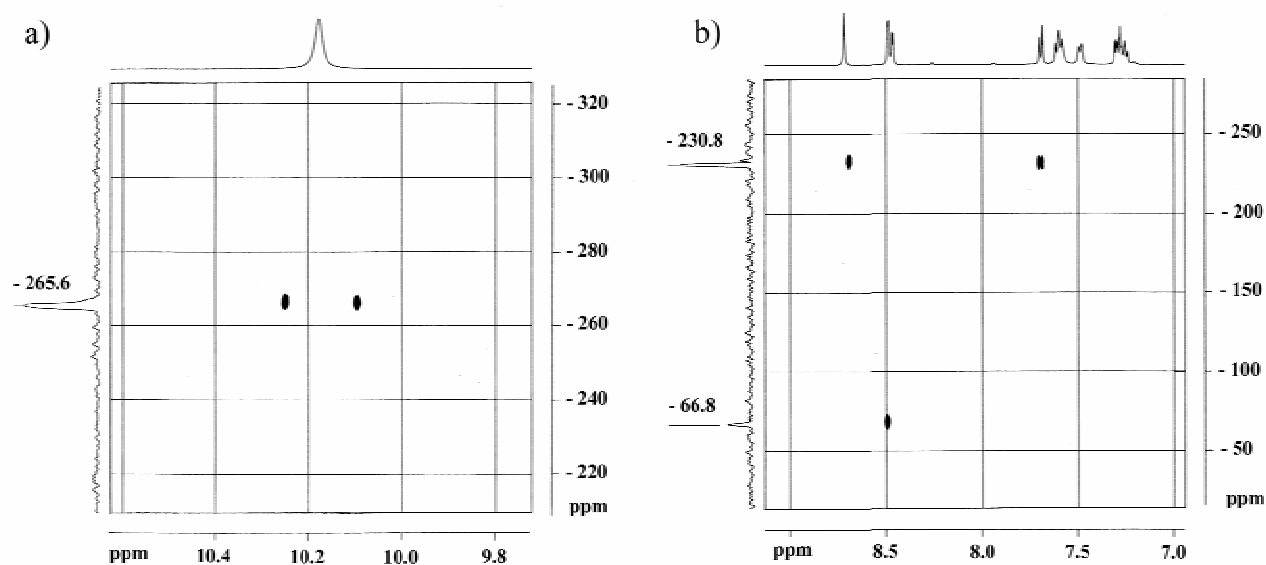 a)
- 320
- 300
- 280
- 265.6
- 260
- 240
- 220
ppm
ppm 10.4 10.2 10.0 9.8
b)
- 250
- 230.8
- 200
- 150
- 100
- 66.8
- 50
ppm
ppm 8.5 8.0 7.5 7.0